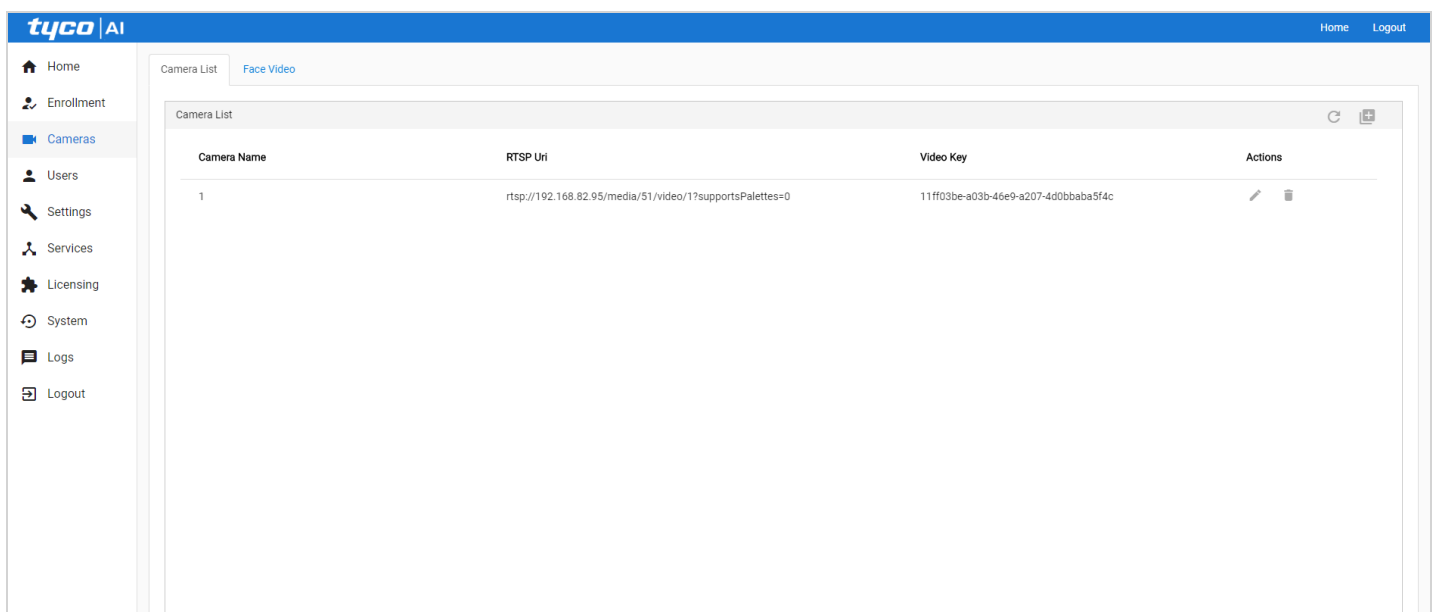 tyco AI
Home Logout
Home
Enrollment
Cameras
Users
Settings
Services
Licensing
System
Logs
Logout
Camera List Face Video
Camera List
Camera Name RTSP Uri Video Key Actions
1 rtsp://192.168.82.95/media/51/video/1?supportsPalettes=0 11ff03be-a03b-46e9-a207-4d0bbaba5f4c